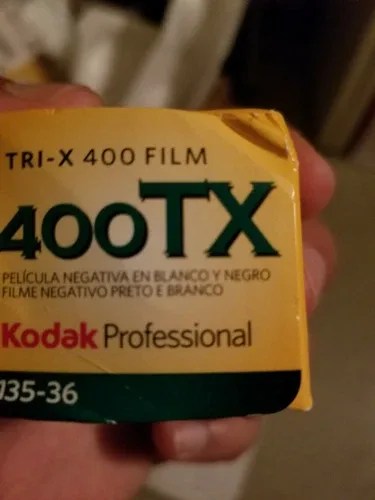 TRI-X 400 FILM
400TX
PELÍCULA NEGATIVA EN BLANCO Y NEGRO
FILME NEGATIVO PRETO E BRANCO
Kodak Professional
135-36